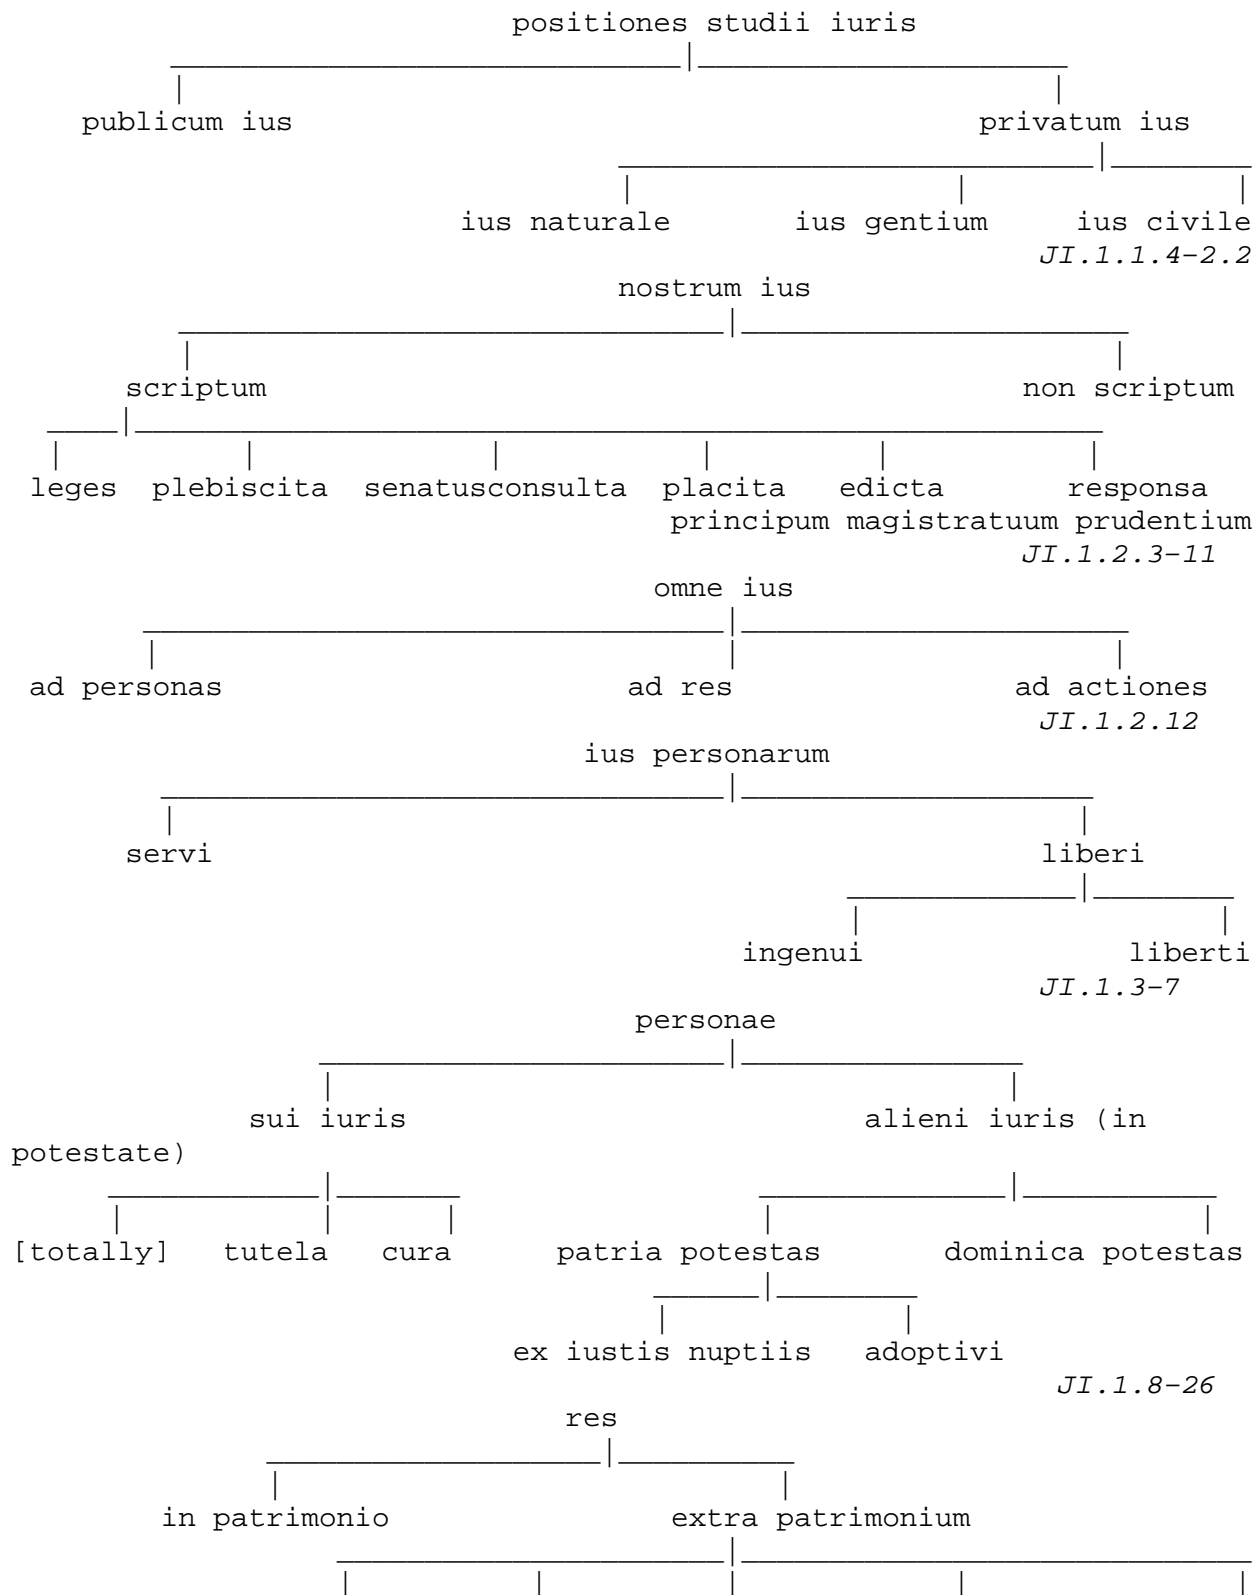 positiones studii iuris
publicum ius privatum ius
ius naturale ius gentium ius civile
JI.1.1.4-2.2
nostrum ius
scriptum non scriptum
leges plebiscita senatusconsulta placita edicta responsa
principum magistratuum prudentium
JI.1.2.3-11
omne ius
ad personas ad res ad actiones
JI.1.2.12
ius personarum
servi liberi
ingenui liberti
JI.1.3-7
personae
sui iuris alieni iuris (in
potestate)
[totally] tutela cura patria potestas dominica potestas
ex iustis nuptiis adoptivi
JI.1.8-26
res
in patrimonio extra patrimonium